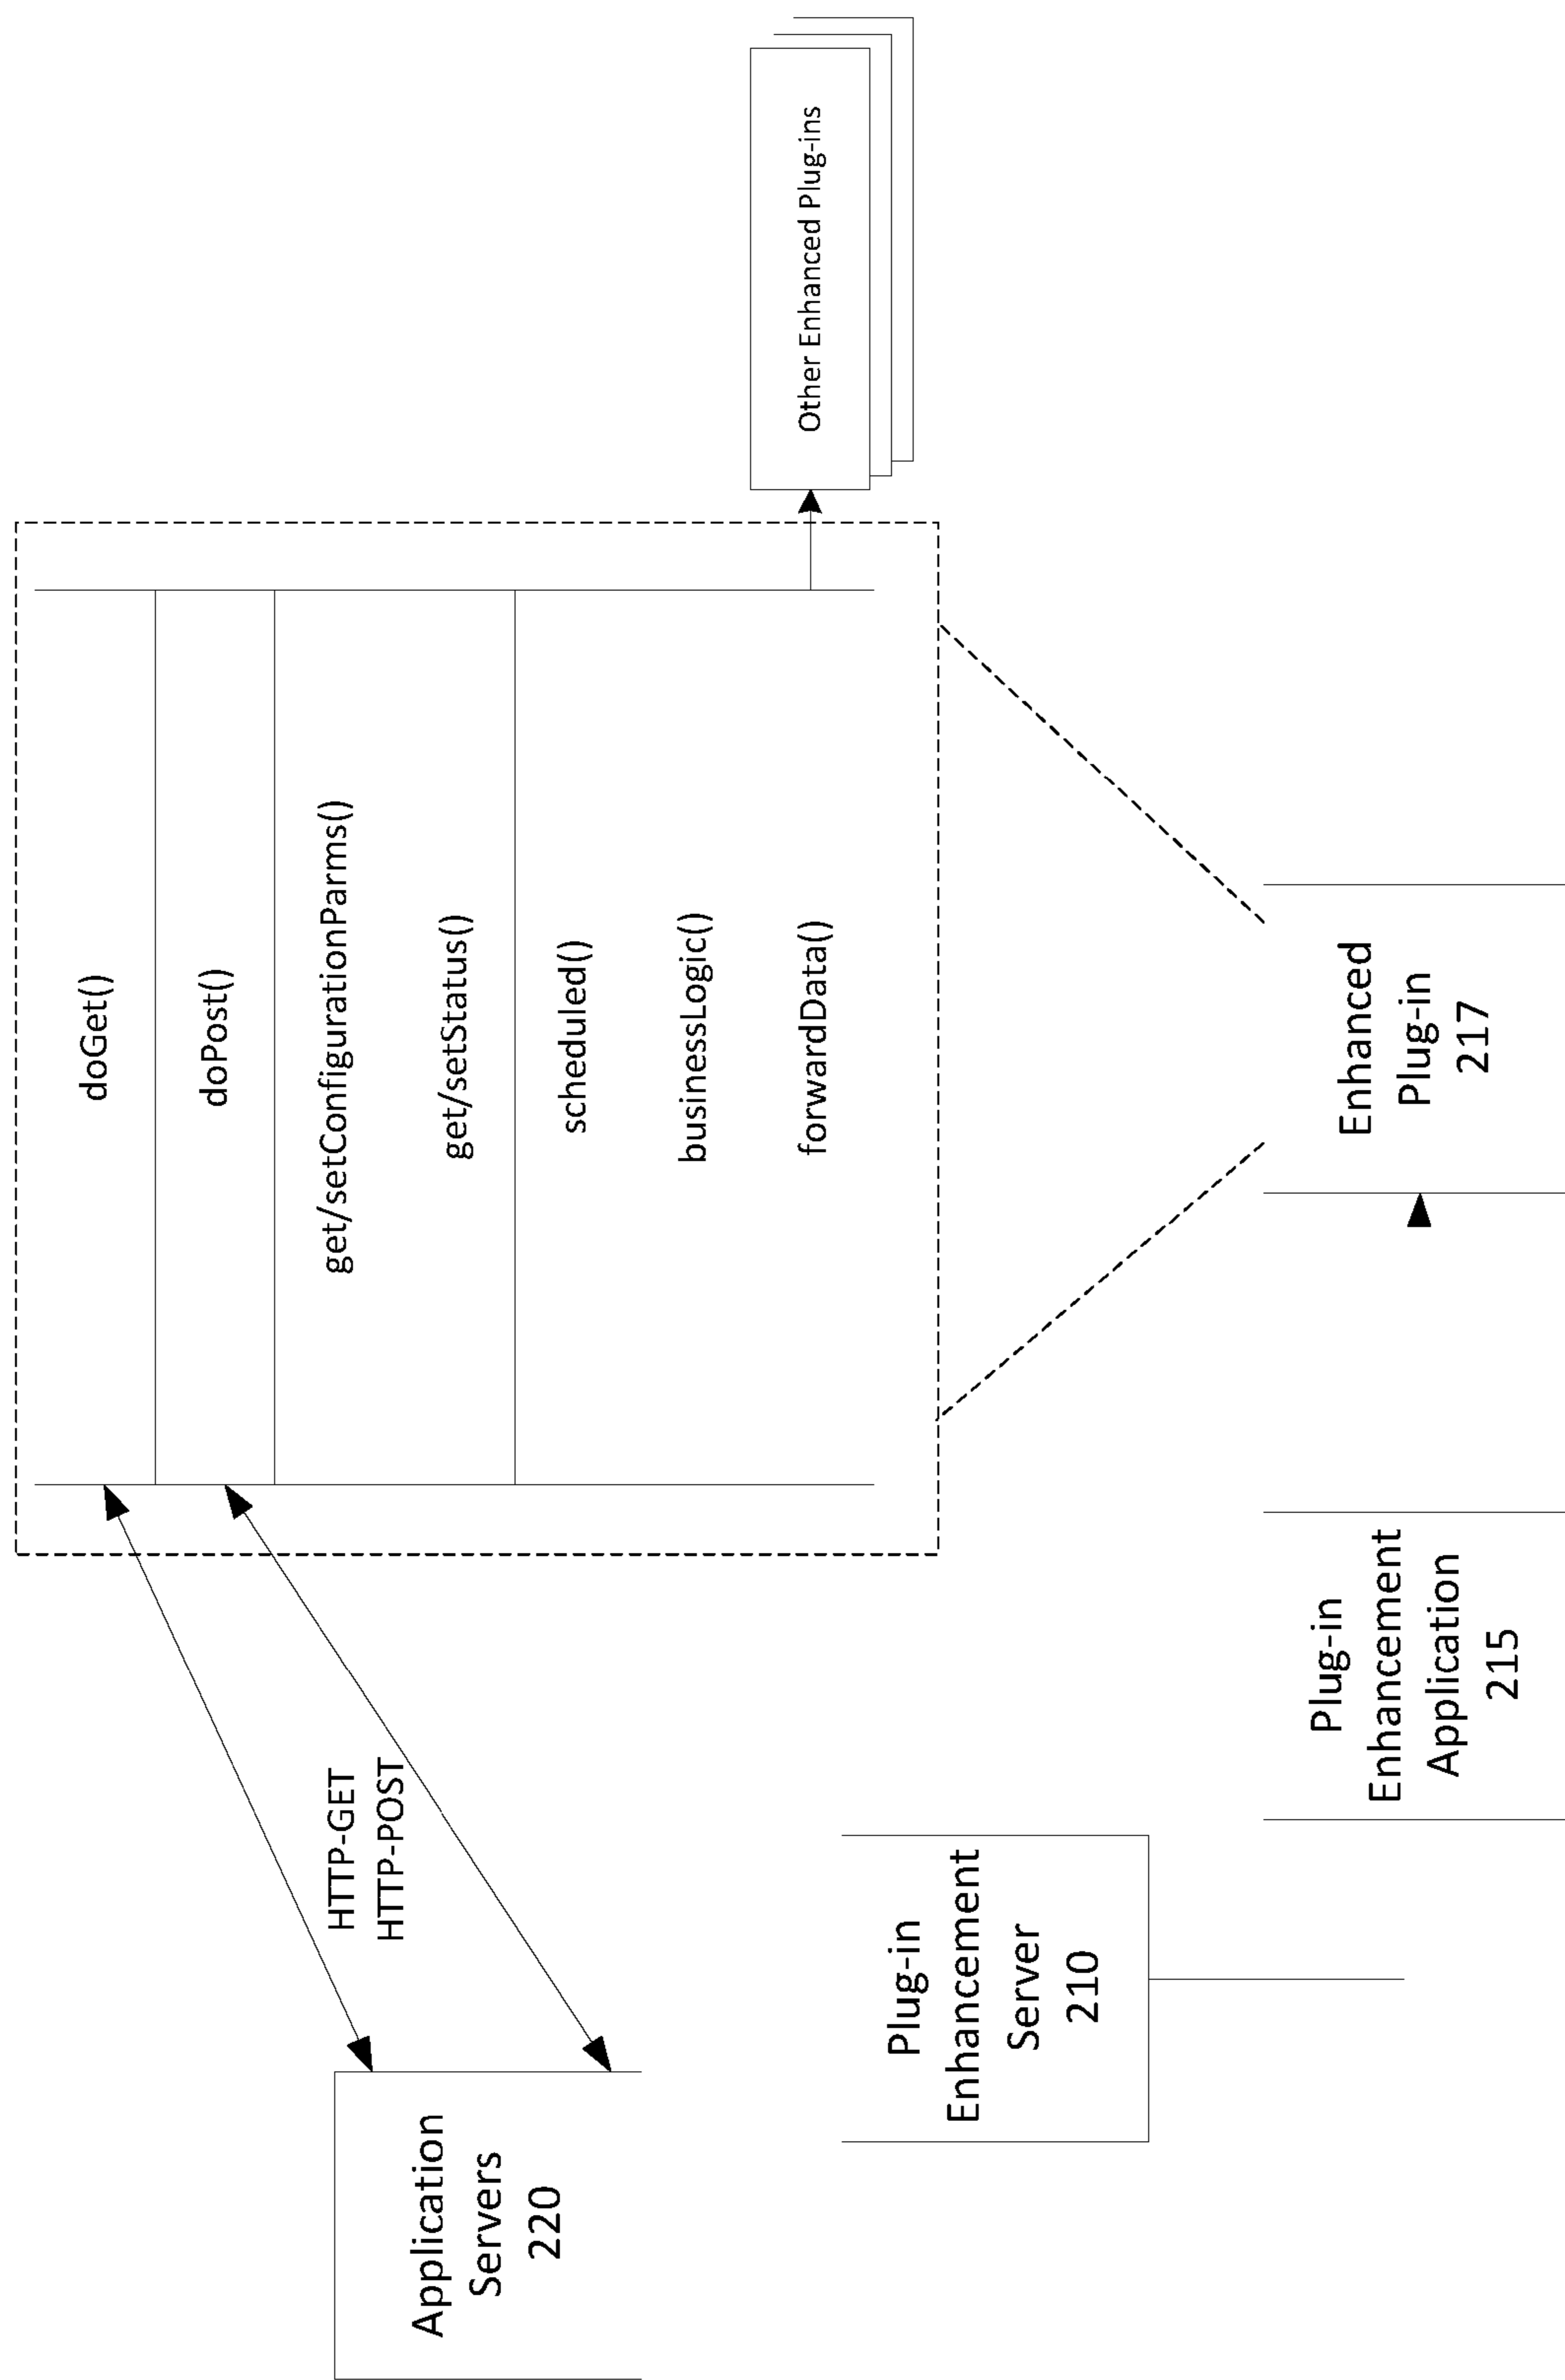 Application
Servers
220
HTTP-GET
HTTP-POST
doGet()
doPost()
get/setConfigurationParms()
get/setStatus()
scheduled()
businessLogic()
forwardData()
Other Enhanced Plug-ins
Plug-in
Enhancement
Server
210
Plug-in
Enhancement
Application
215
Enhanced
Plug-in
217